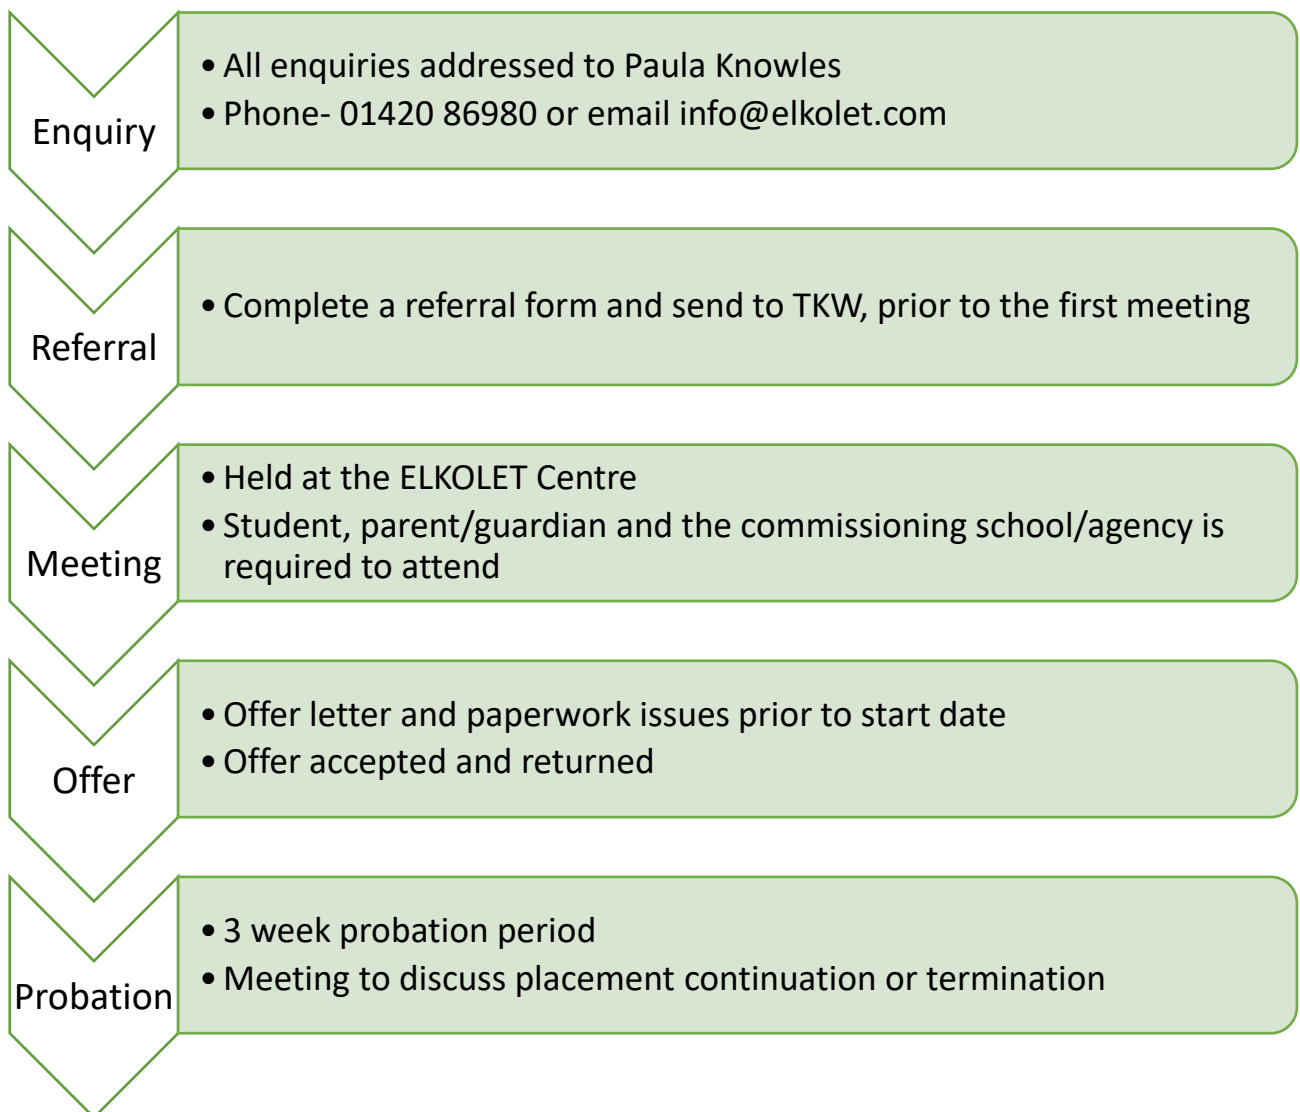 Enquiry
• All enquiries addressed to Paula Knowles
• Phone- 01420 86980 or email info@elkolet.com
Referral
• Complete a referral form and send to TKW, prior to the first meeting
Meeting
• Held at the ELKOLET Centre
• Student, parent/guardian and the commissioning school/agency is
required to attend
Offer
• Offer letter and paperwork issues prior to start date
• Offer accepted and returned
Probation
• 3 week probation period
• Meeting to discuss placement continuation or termination